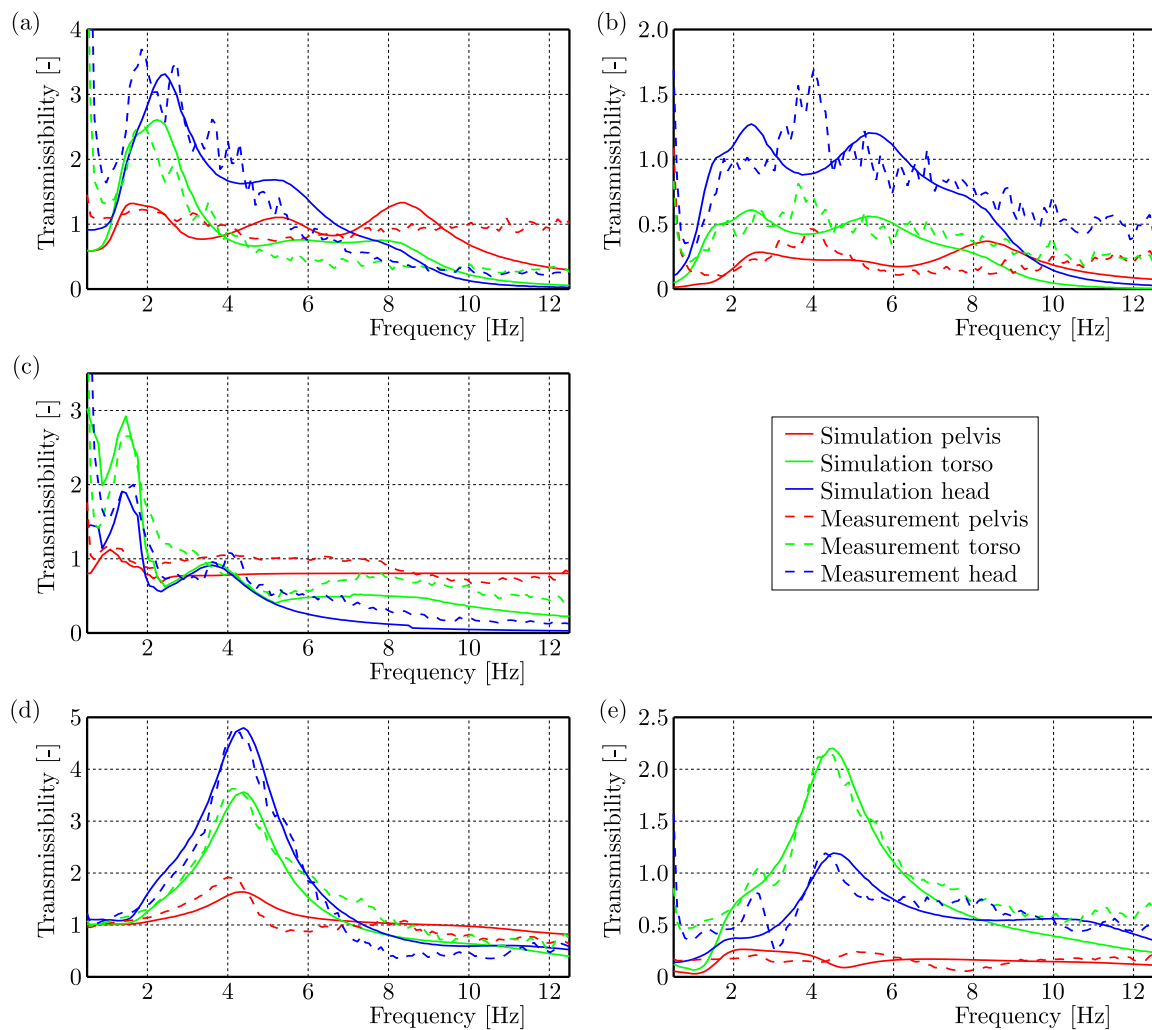 (a)
Transmissibility [-]
4
3
2
1
0
2 4 6 8 10 12
Frequency [Hz]
(b)
Transmissibility [-]
2.0
1.5
1.0
0.5
0
2 4 6 8 10 12
Frequency [Hz]
(c)
Transmissibility [-]
3
2
1
0
2 4 6 8 10 12
Frequency [Hz]
Simulation pelvis
Simulation torso
Simulation head
Measurement pelvis
Measurement torso
Measurement head
(d)
Transmissibility [-]
5
4
3
2
1
0
2 4 6 8 10 12
Frequency [Hz]
(e)
Transmissibility [-]
2.5
2.0
1.5
1.0
0.5
0
2 4 6 8 10 12
Frequency [Hz]